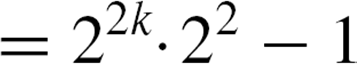 = 2^{2k} · 2^2 − 1